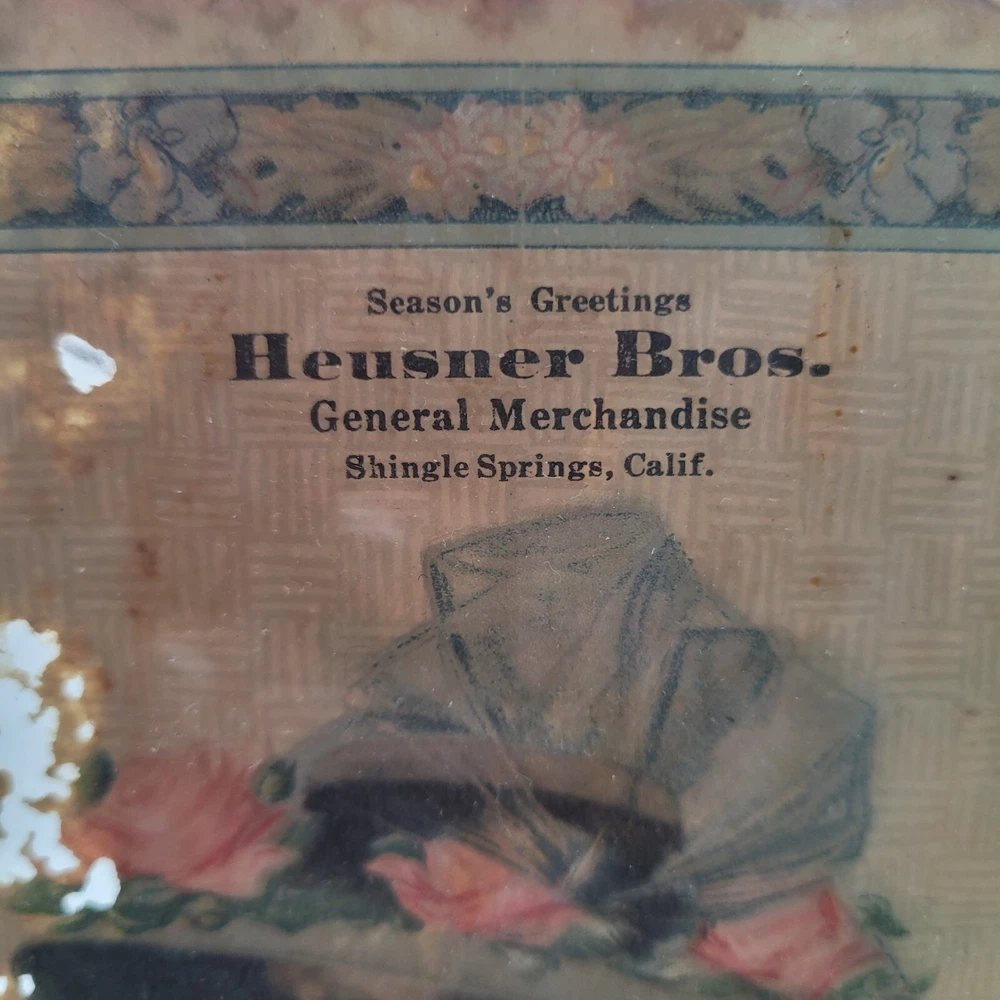 Season's Greetings
Heusner Bros.
General Merchandise
Shingle Springs, Calif.